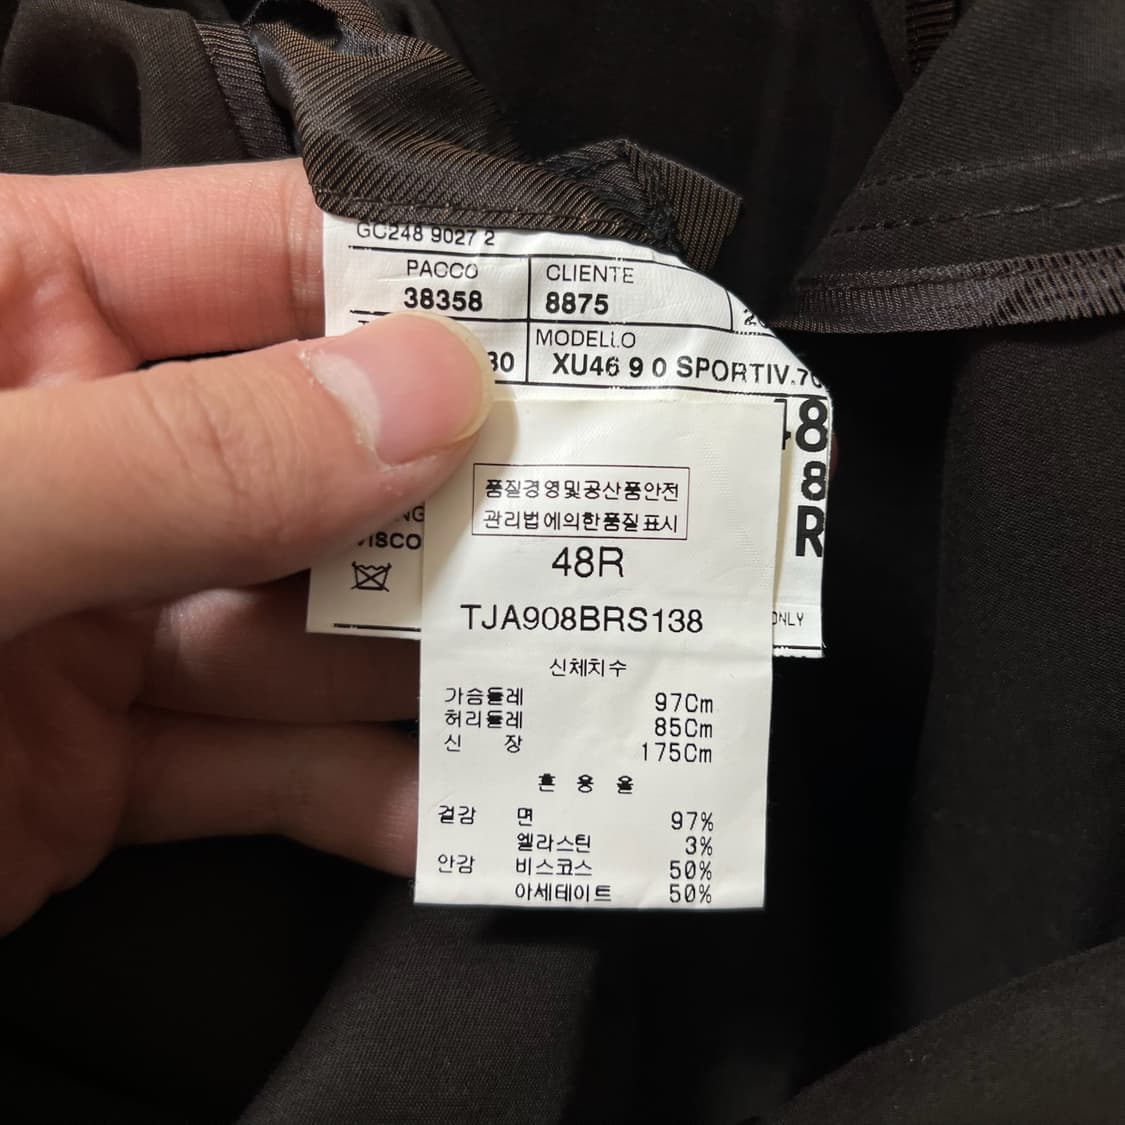 GC248 9027 2
PACCO
38358
CLIENTE
8875
MODELLO
XU46 9 0 SPORTIV.70
8
8
R
VISCO
ONLY
품질경영및공산품안전
관리법에의한품질표시
48R
TJA908BRS138
신체치수
가슴둘레 97Cm
허리둘레 85Cm
신 장 175Cm
혼 용 율
겉감 면 97%
엘라스틴 3%
안감 비스코스 50%
아세테이트 50%